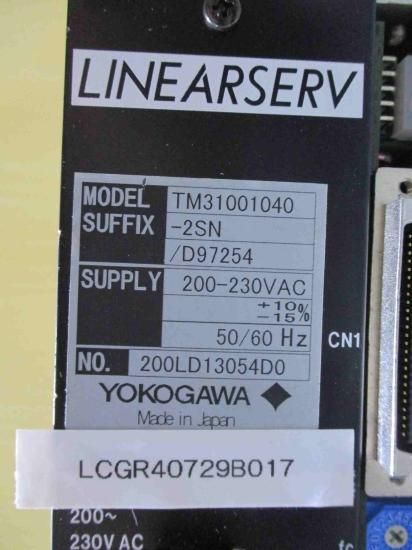 LINEARSERV
MODEL TM31001040
SUFFIX -2SN
/D97254
SUPPLY 200-230VAC
+10%
-15%
50/60 Hz
CN1
NO. 200LD13054D0
YOKOGAWA
Made in Japan
LCGR40729B017
200~
230V AC